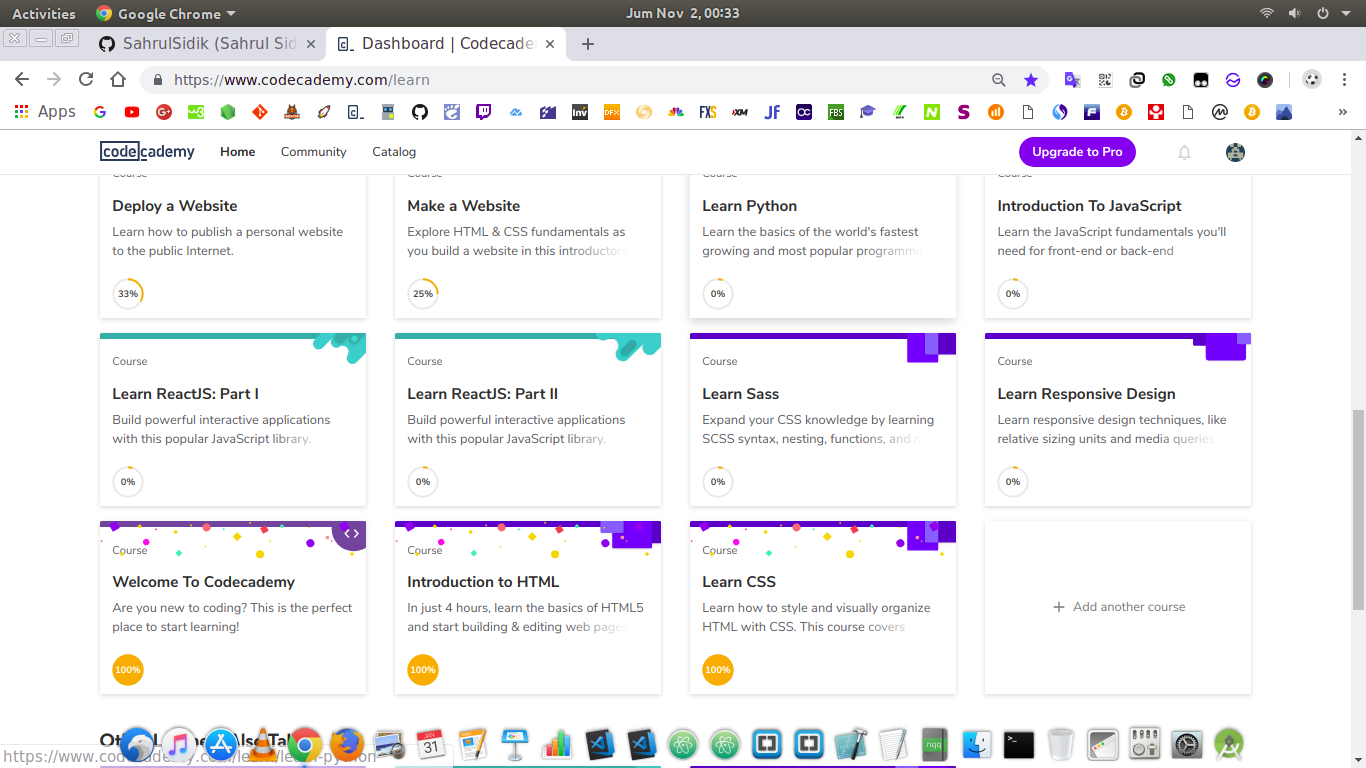 Activities Google Chrome Jum Nov 2, 00:33
SahrulSidik (Sahrul Sid Dashboard | Codecade
https://www.codecademy.com/learn
Apps
codecademy Home Community Catalog Upgrade to Pro
Course Course Course Course
Deploy a Website
Learn how to publish a personal website
to the public Internet.
33%
Make a Website
Explore HTML & CSS fundamentals as
you build a website in this introductory
25%
Learn Python
Learn the basics of the world's fastest
growing and most popular programmi
0%
Introduction To JavaScript
Learn the JavaScript fundamentals you'll
need for front-end or back-end
0%
Course
Learn ReactJS: Part I
Build powerful interactive applications
with this popular JavaScript library.
0%
Course
Learn ReactJS: Part II
Build powerful interactive applications
with this popular JavaScript library.
0%
Course
Learn Sass
Expand your CSS knowledge by learning
SCSS syntax, nesting, functions, and m
0%
Course
Learn Responsive Design
Learn responsive design techniques, like
relative sizing units and media queries
0%
Course
Welcome To Codecademy
Are you new to coding? This is the perfect
place to start learning!
100%
Course
Introduction to HTML
In just 4 hours, learn the basics of HTML5
and start building & editing web pages
100%
Course
Learn CSS
Learn how to style and visually organize
HTML with CSS. This course covers
100%
+ Add another course